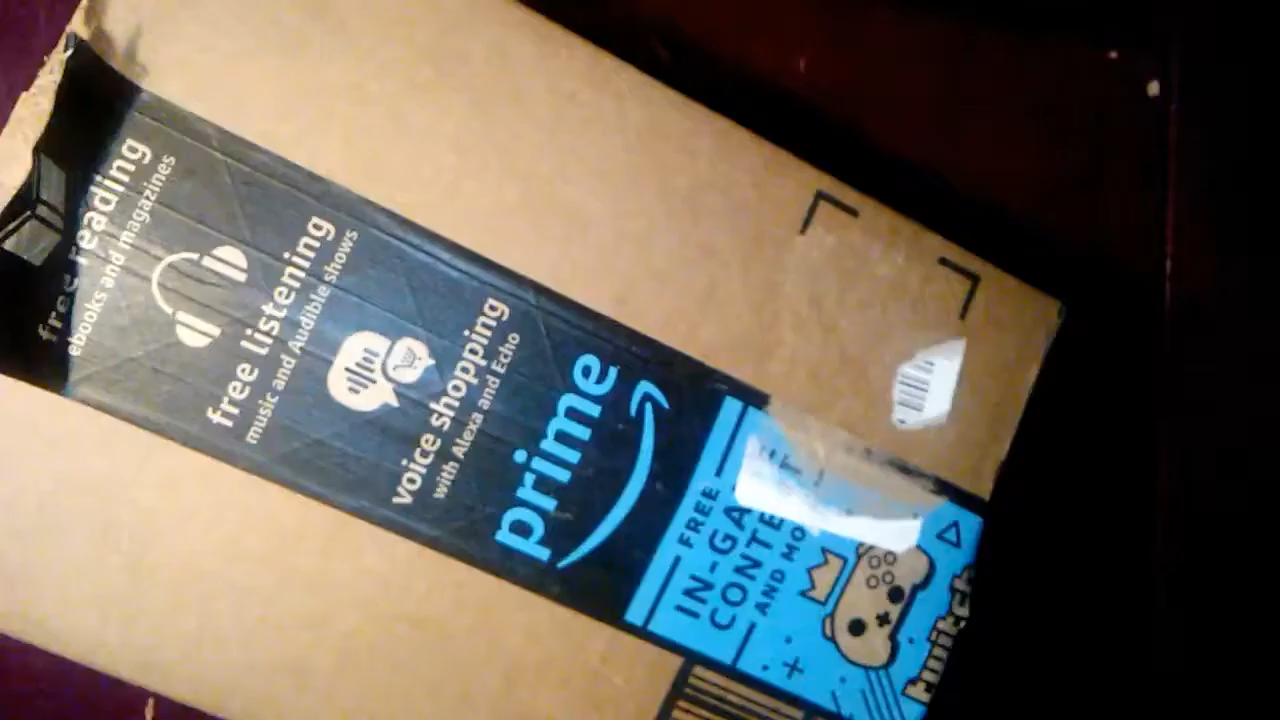 free reading
ebooks and magazines
free listening
music and Audible shows
voice shopping
with Alexa and Echo
prime
FREE
IN-GA
CONTE T
AND MO
twitch